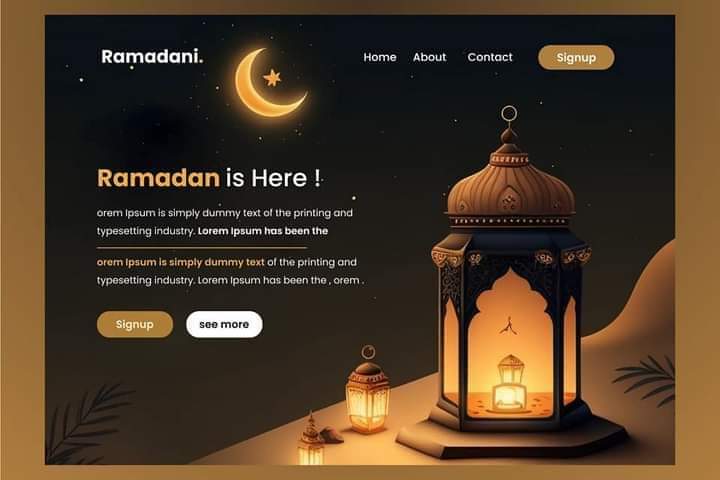 Ramadani.
Home About Contact Signup
Ramadan is Here !
orem Ipsum is simply dummy text of the printing and
typesetting industry. Lorem Ipsum has been the
orem Ipsum is simply dummy text of the printing and
typesetting industry. Lorem Ipsum has been the , orem .
Signup see more